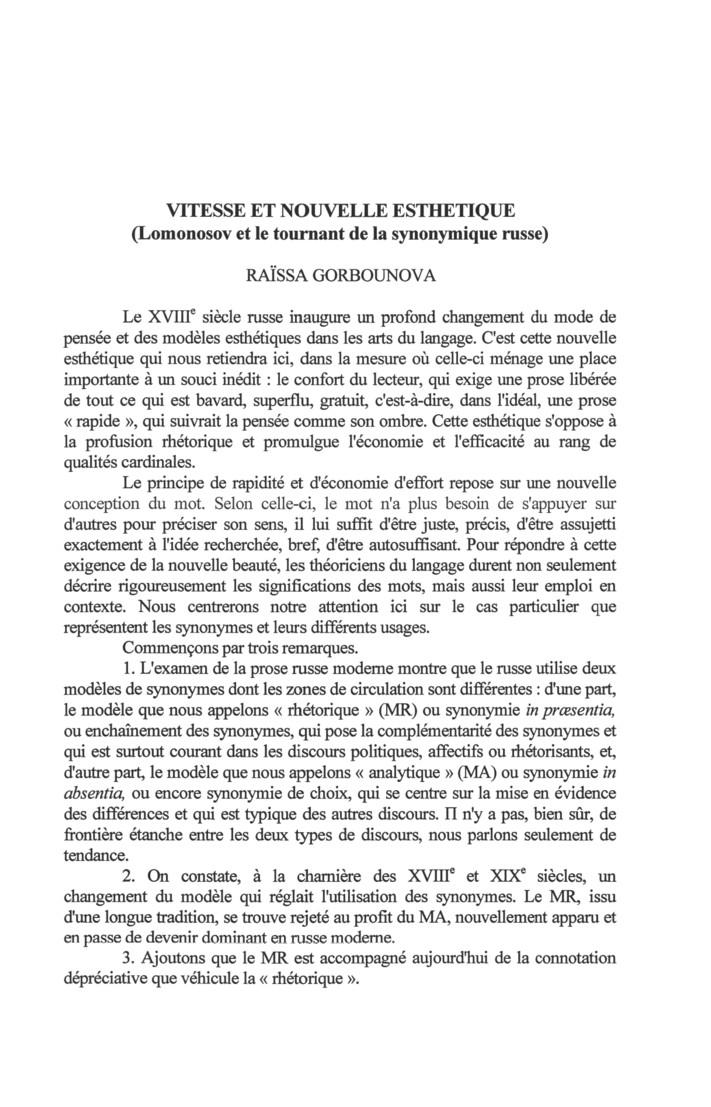 VITESSE ET NOUVELLE ESTHETIQUE
(Lomonosov et le tournant de la synonymique russe)
RAÏSSA GORBOUNOVA
Le XVIIIe siècle russe inaugure un profond changement du mode de
pensée et des modèles esthétiques dans les arts du langage. C'est cette nouvelle
esthétique qui nous retiendra ici, dans la mesure où celle-ci ménage une place
importante à un souci inédit : le confort du lecteur, qui exige une prose libérée
de tout ce qui est bavard, superflu, gratuit, c'est-à-dire, dans l'idéal, une prose
« rapide », qui suivrait la pensée comme son ombre. Cette esthétique s'oppose à
la profusion rhétorique et promulgue l'économie et l'efficacité au rang de
qualités cardinales.
Le principe de rapidité et d'économie d'effort repose sur une nouvelle
conception du mot. Selon celle-ci, le mot n'a plus besoin de s'appuyer sur
d'autres pour préciser son sens, il lui suffit d'être juste, précis, d'être assujetti
exactement à l'idée recherchée, bref, d'être autosuffisant. Pour répondre à cette
exigence de la nouvelle beauté, les théoriciens du langage durent non seulement
décrire rigoureusement les significations des mots, mais aussi leur emploi en
contexte. Nous centrerons notre attention ici sur le cas particulier que
représentent les synonymes et leurs différents usages.
Commençons par trois remarques.
1. L'examen de la prose russe moderne montre que le russe utilise deux
modèles de synonymes dont les zones de circulation sont différentes : d'une part,
le modèle que nous appelons « rhétorique » (MR) ou synonymie in præsentia,
ou enchaînement des synonymes, qui pose la complémentarité des synonymes et
qui est surtout courant dans les discours politiques, affectifs ou rhétorisants, et,
d'autre part, le modèle que nous appelons « analytique » (MA) ou synonymie in
absentia, ou encore synonymie de choix, qui se centre sur la mise en évidence
des différences et qui est typique des autres discours. Il n'y a pas, bien sûr, de
frontière étanche entre les deux types de discours, nous parlons seulement de
tendance.
2. On constate, à la charnière des XVIIIe et XIXe siècles, un
changement du modèle qui réglait l'utilisation des synonymes. Le MR, issu
d'une longue tradition, se trouve rejeté au profit du MA, nouvellement apparu et
en passe de devenir dominant en russe moderne.
3. Ajoutons que le MR est accompagné aujourd'hui de la connotation
dépréciative que véhicule la « rhétorique ».